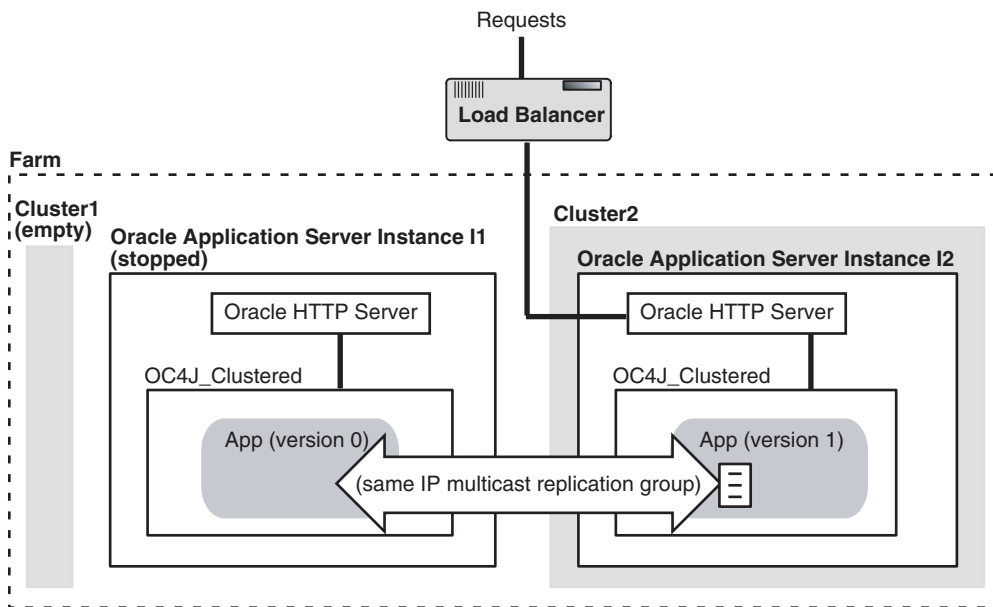 Requests
Load Balancer
Farm
Cluster1
(empty)
Oracle Application Server Instance I1
(stopped)
Oracle HTTP Server
OC4J_Clustered
App (version 0)
Cluster2
Oracle Application Server Instance I2
Oracle HTTP Server
OC4J_Clustered
App (version 1)
(same IP multicast replication group)